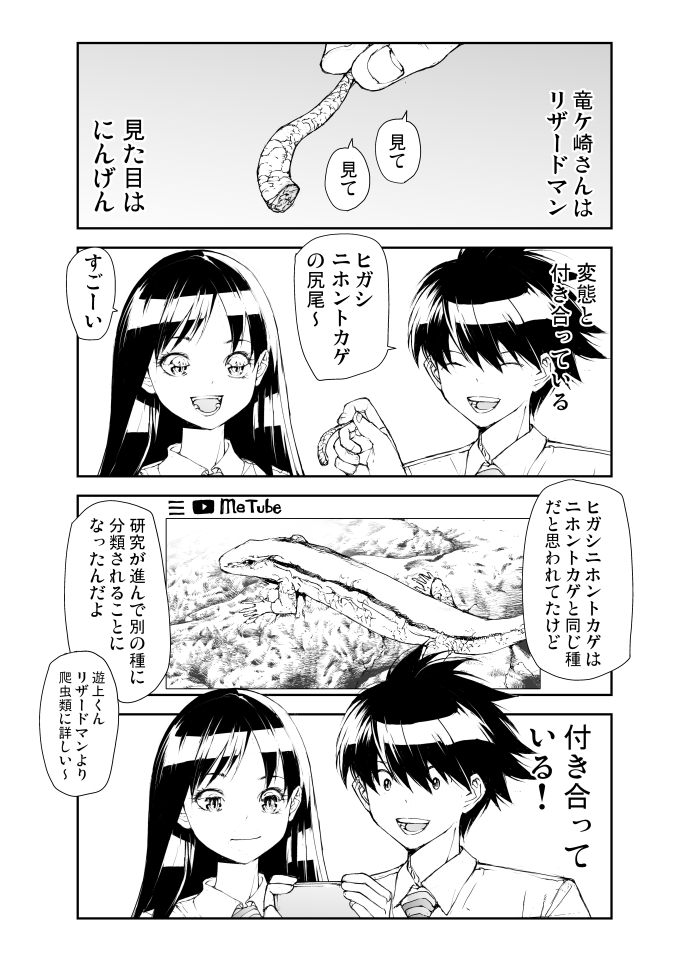 竜ケ崎さんは
リザードマン
見て
見て
見た目は
にんげん
変態と
付き合っている
ヒガシ
ニホントカゲ
の尻尾～
すごーい
MeTube
ヒガシニホントカゲは
ニホントカゲと同じ種
だと思われてたけど
研究が進んで別の種に
分類されることに
なったんだよ
付き合って
いる！
遊上くん
リザードマンより
爬虫類に詳しい～